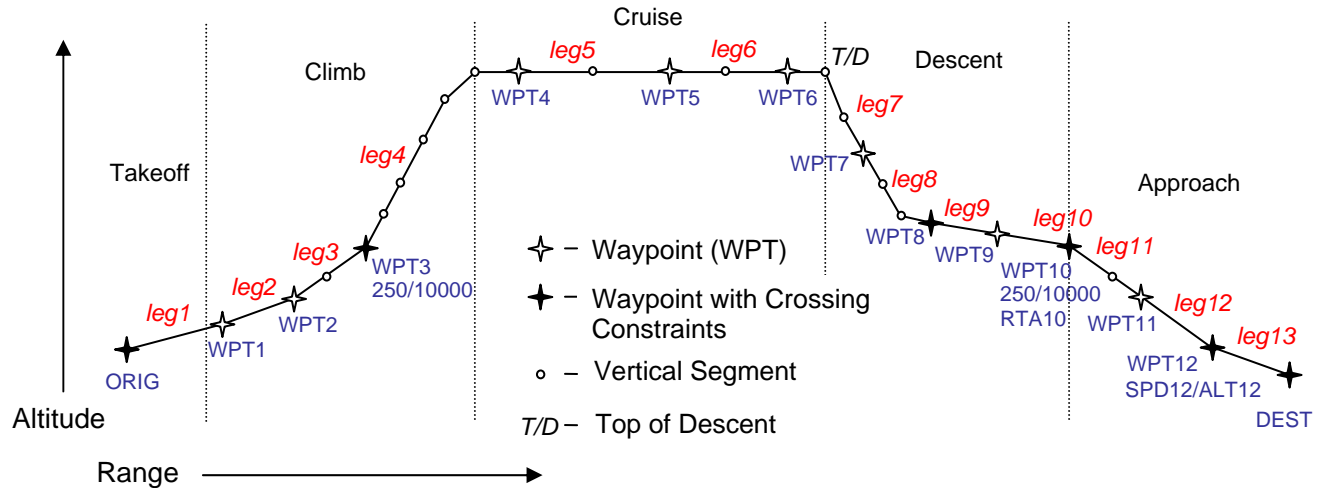 Cruise
leg5
leg6
T/D
Descent
Climb
WPT4
WPT5
WPT6
leg7
leg4
WPT7
Takeoff
leg8
Approach
leg9
leg10
leg3
WPT8
WPT9
leg11
WPT3
250/10000
– Waypoint (WPT)
WPT10
250/10000
RTA10
leg2
leg12
leg1
WPT2
– Waypoint with Crossing
Constraints
WPT11
WPT1
leg13
ORIG
– Vertical Segment
WPT12
SPD12/ALT12
DEST
Altitude
T/D – Top of Descent
Range